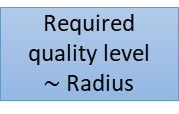 Required
quality level
~ Radius